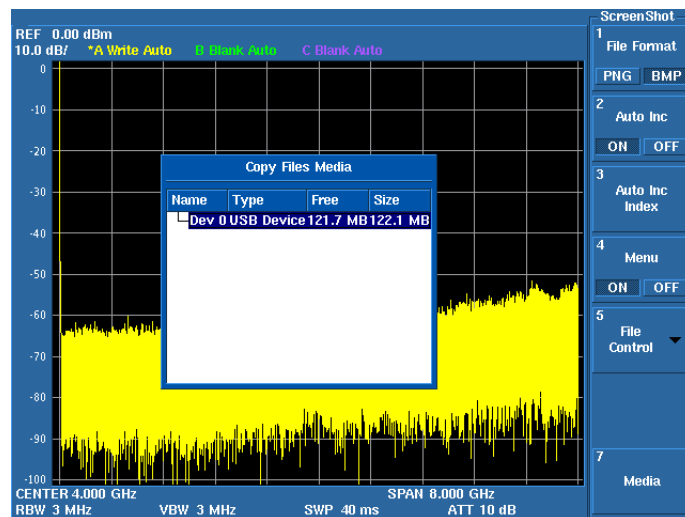 REF 0.00 dBm
10.0 dB/ *A Write Auto B Blank Auto C Blank Auto
0
-10
-20
-30
-40
-50
-60
-70
-80
-90
-100
CENTER 4.000 GHz SPAN 8.000 GHz
RBW 3 MHz VBW 3 MHz SWP 40 ms ATT 10 dB
Copy Files Media
Name Type Free Size
Dev 0 USB Device 121.7 MB 122.1 MB
ScreenShot
1
File Format
PNG BMP
2
Auto Inc
ON OFF
3
Auto Inc
Index
4
Menu
ON OFF
5
File
Control
7
Media